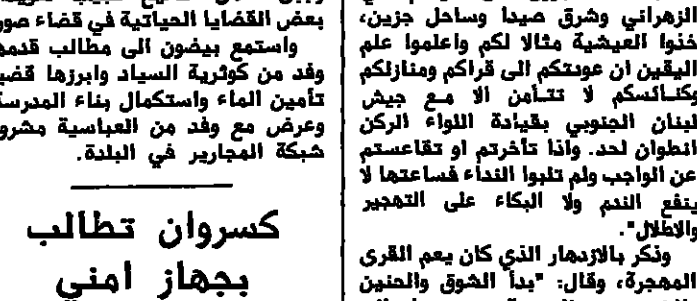 الزهراني وشرق صيدا وساحل جزين،
خذوا العيشية مثالا لكم واعلموا علم
اليقين ان عودتكم الى قراكم ومنازلكم
وكنائسكم لا تتأمن الا مع جيش
لبنان الجنوبي بقيادة اللواء الركن
انطوان لحد. واذا تأخرتم او تقاعستم
عن الواجب ولم تلبوا النداء فساعتها لا
ينفع الندم ولا البكاء على التهجير
والاطلال".
وذكر بالازدهار الذي كان يعم القرى
المهجرة، وقال: "بدأ الشوق والحنين
بعض القضايا الحياتية في قضاء صور
واستمع بيضون الى مطالب قدمها
وفد من كوثرية السياد وابرزها قضية
تأمين الماء واستكمال بناء المدرسة
وعرض مع وفد من العباسية مشروع
شبكة المجارير في البلدة.
كسروان تطالب
بجهاز امني